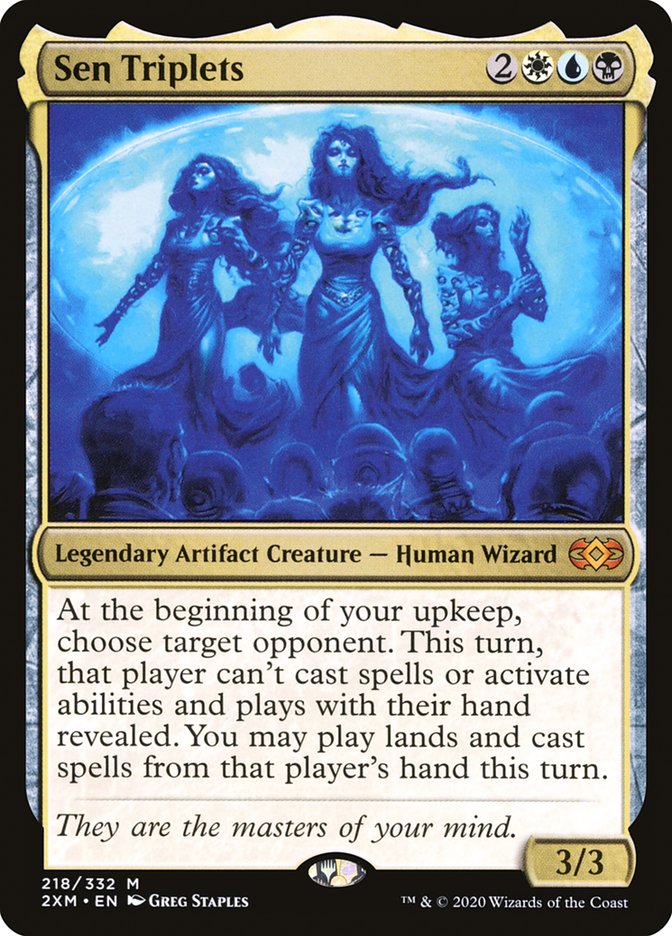 Sen Triplets
2
Legendary Artifact Creature — Human Wizard
At the beginning of your upkeep,
choose target opponent. This turn,
that player can't cast spells or activate
abilities and plays with their hand
revealed. You may play lands and cast
spells from that player's hand this turn.
They are the masters of your mind.
3/3
218/332 M
2XM • EN Greg Staples
™ & © 2020 Wizards of the Coast